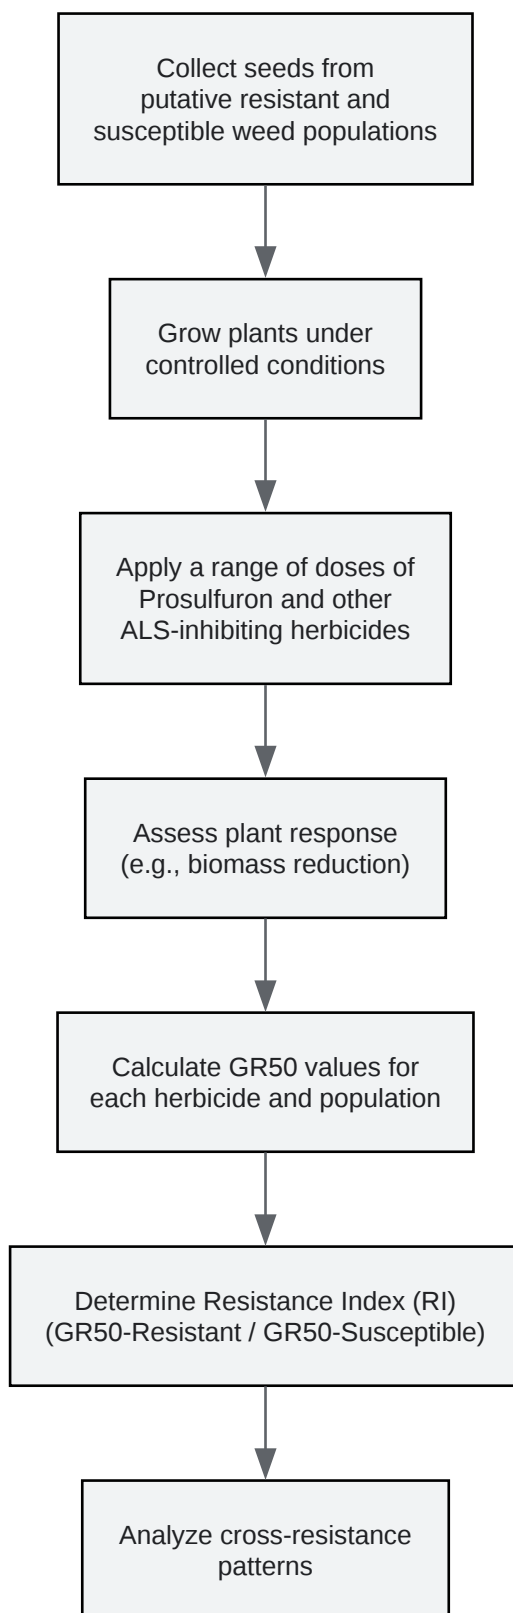 Collect seeds from
putative resistant and
susceptible weed populations
Grow plants under
controlled conditions
Apply a range of doses of
Prosulfuron and other
ALS-inhibiting herbicides
Assess plant response
(e.g., biomass reduction)
Calculate GR50 values for
each herbicide and population
Determine Resistance Index (RI)
(GR50-Resistant / GR50-Susceptible)
Analyze cross-resistance
patterns